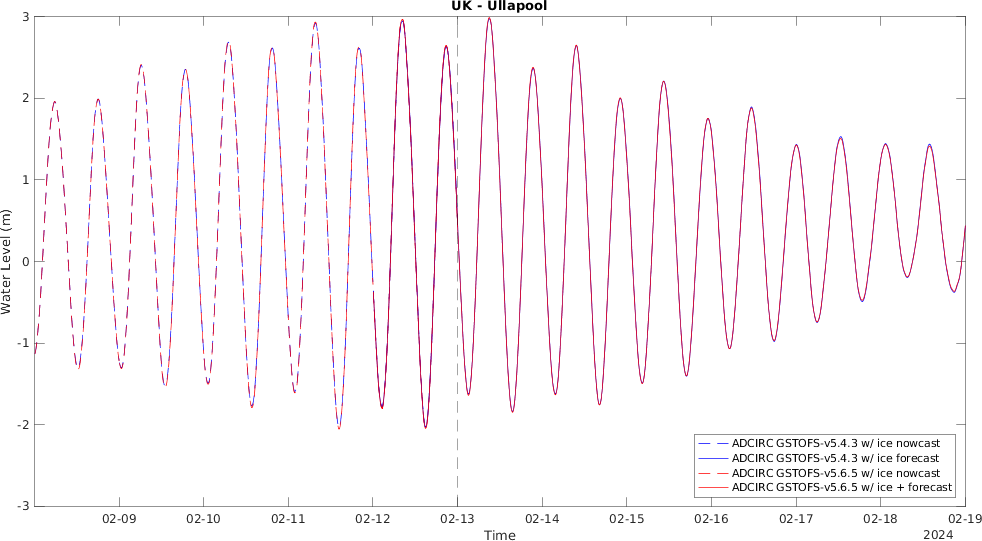 UK - Ullapool
3
2
1
0
-1
-2
-3
Water Level (m)
02-09
02-10
02-11
02-12
02-13
02-14
02-15
02-16
02-17
02-18
02-19
Time
2024
ADCIRC GSTOFS-v5.4.3 w/ ice nowcast
ADCIRC GSTOFS-v5.4.3 w/ ice forecast
ADCIRC GSTOFS-v5.6.5 w/ ice nowcast
ADCIRC GSTOFS-v5.6.5 w/ ice + forecast